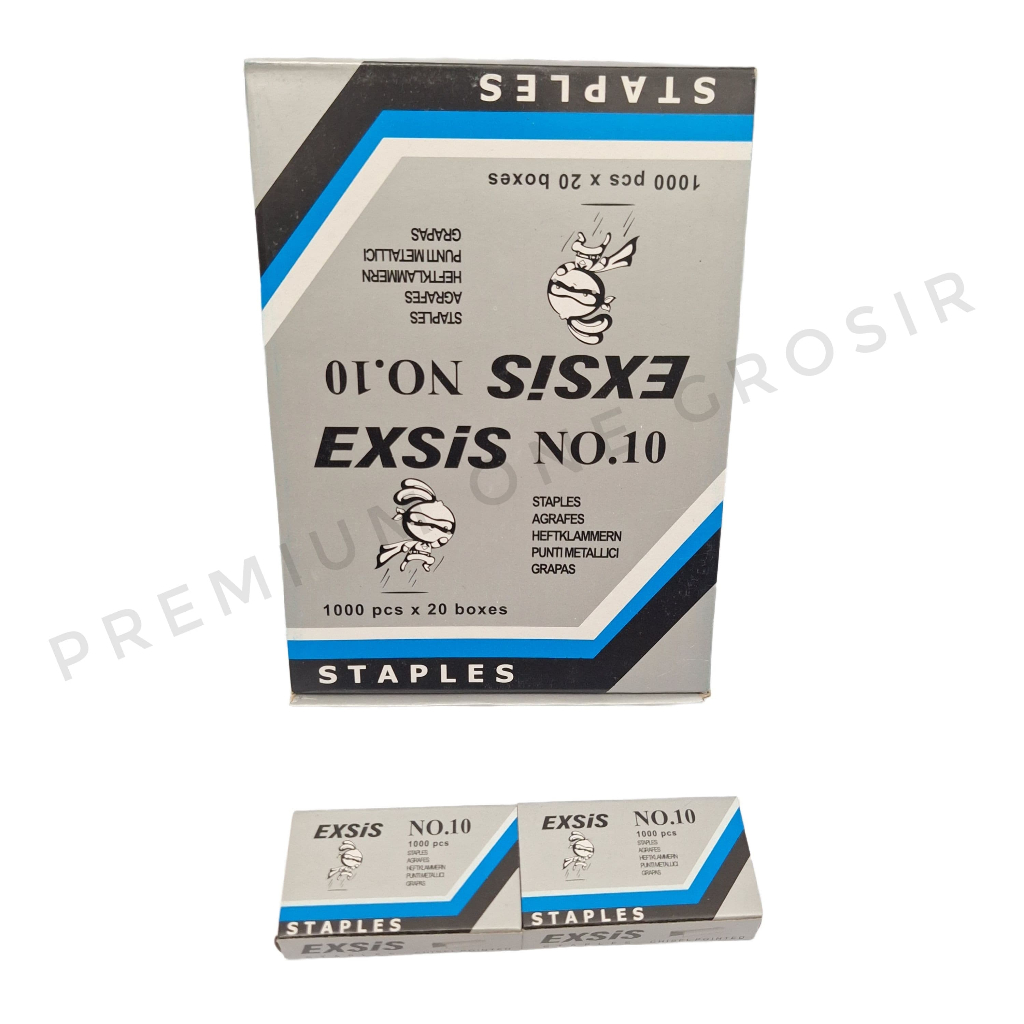 STAPLES
1000 pcs x 20 boxes
STAPLES
AGRAFES
HEFTKLAMMERN
PUNTI METALLICI
GRAPAS
EXSiS NO.10
EXSiS NO.10
STAPLES
AGRAFES
HEFTKLAMMERN
PUNTI METALLICI
GRAPAS
1000 pcs x 20 boxes
STAPLES
PREMIUM ONE GROSIR
EXSiS NO.10
1000 pcs
STAPLES
AGRAFES
HEFTKLAMMERN
PUNTI METALLICI
GRAPAS
STAPLES
EXSiS
EXSiS NO.10
1000 pcs
STAPLES
AGRAFES
HEFTKLAMMERN
PUNTI METALLICI
GRAPAS
STAPLES
EXSiS